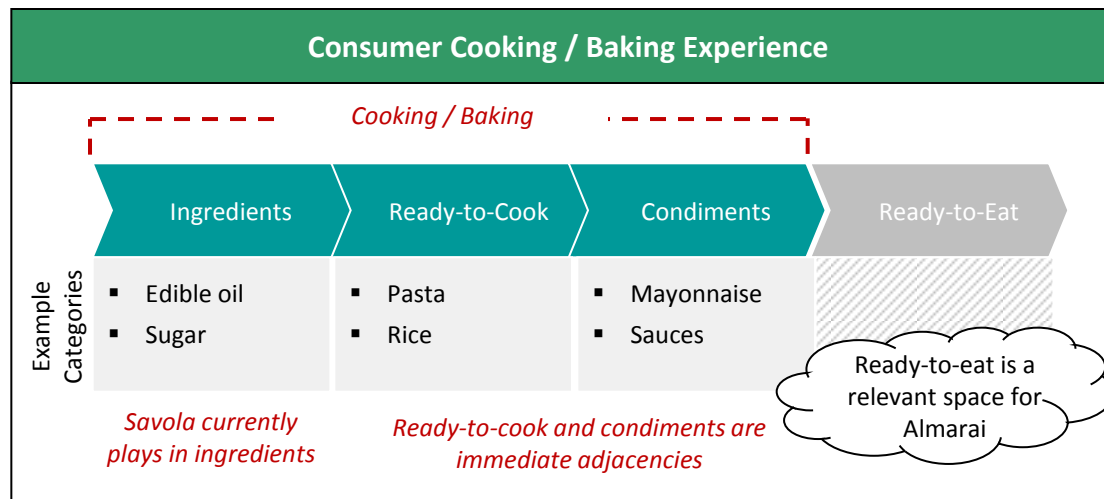 Consumer Cooking / Baking Experience
Cooking / Baking
Ingredients
Ready-to-Cook
Condiments
Ready-to-Eat
Example
Categories
▪ Edible oil
▪ Sugar
▪ Pasta
▪ Rice
▪ Mayonnaise
▪ Sauces
Ready-to-eat is a
relevant space for
Almarai
Savola currently
plays in ingredients
Ready-to-cook and condiments are
immediate adjacencies